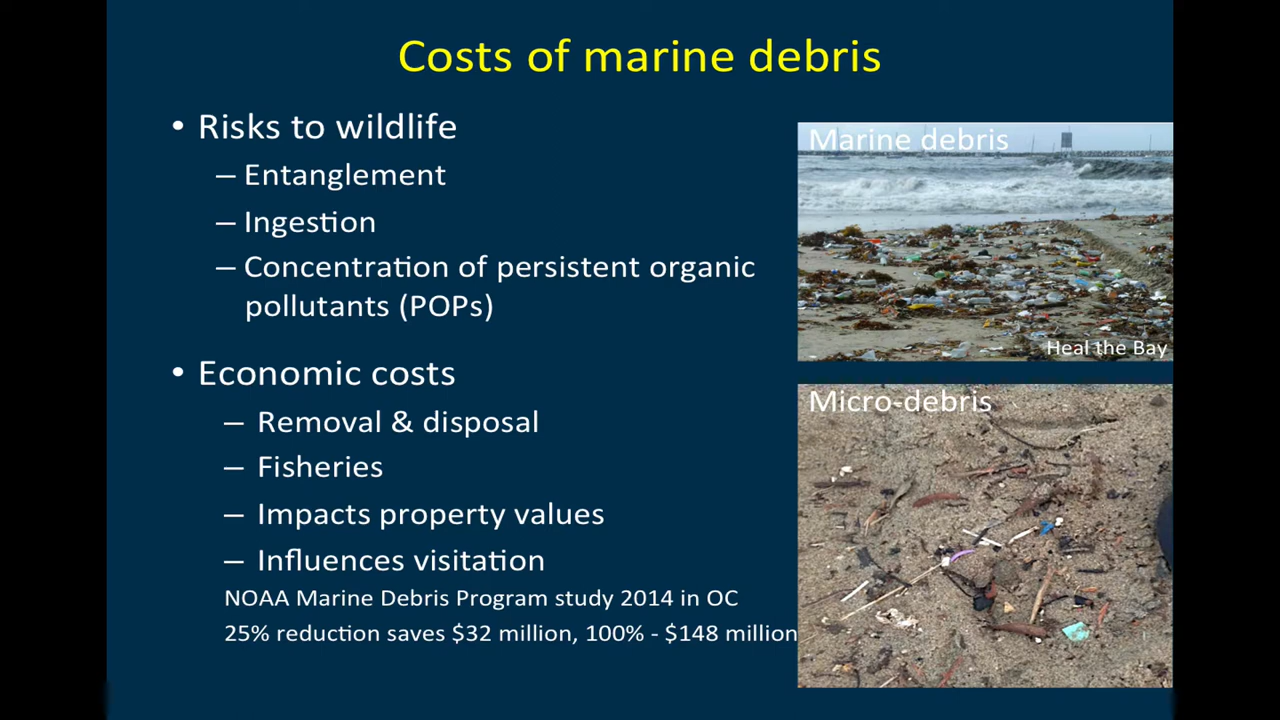 Costs of marine debris
• Risks to wildlife
– Entanglement
– Ingestion
– Concentration of persistent organic
pollutants (POPs)
• Economic costs
– Removal & disposal
– Fisheries
– Impacts property values
– Influences visitation
NOAA Marine Debris Program study 2014 in OC
25% reduction saves $32 million, 100% - $148 million
Marine debris
Heal the Bay
Micro-debris